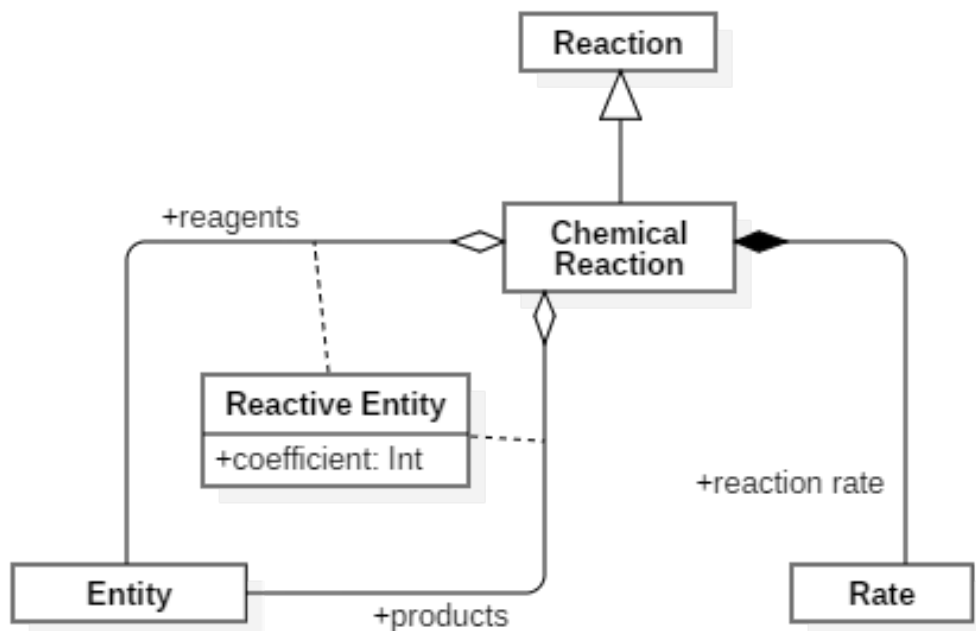 Reaction
+reagents
Chemical
Reaction
Reactive Entity
+coefficient: Int
+reaction rate
Entity
+products
Rate